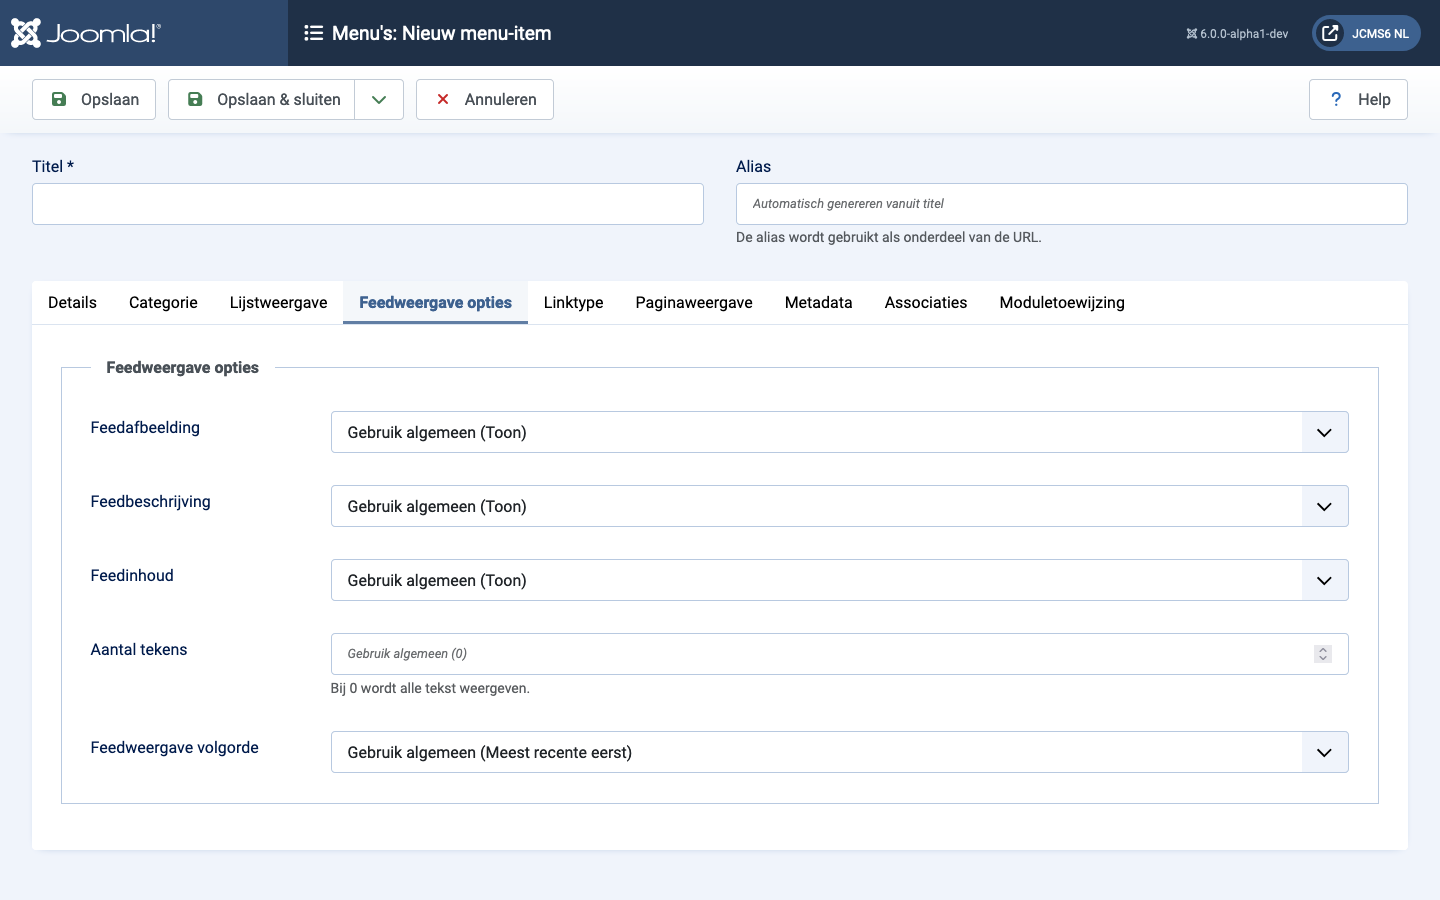 Joomla!®
Menu's: Nieuw menu-item
6.0.0-alpha1-dev
JCMS6 NL
Opslaan
Opslaan & sluiten
Annuleren
? Help
Titel *
Alias
Automatisch genereren vanuit titel
De alias wordt gebruikt als onderdeel van de URL.
Details Categorie Lijstweergave Feedweergave opties Linktype Paginaweergave Metadata Associaties Moduletoewijzing
Feedweergave opties
Feedafbeelding
Gebruik algemeen (Toon)
Feedbeschrijving
Gebruik algemeen (Toon)
Feedinhoud
Gebruik algemeen (Toon)
Aantal tekens
Gebruik algemeen (0)
Bij 0 wordt alle tekst weergeven.
Feedweergave volgorde
Gebruik algemeen (Meest recente eerst)